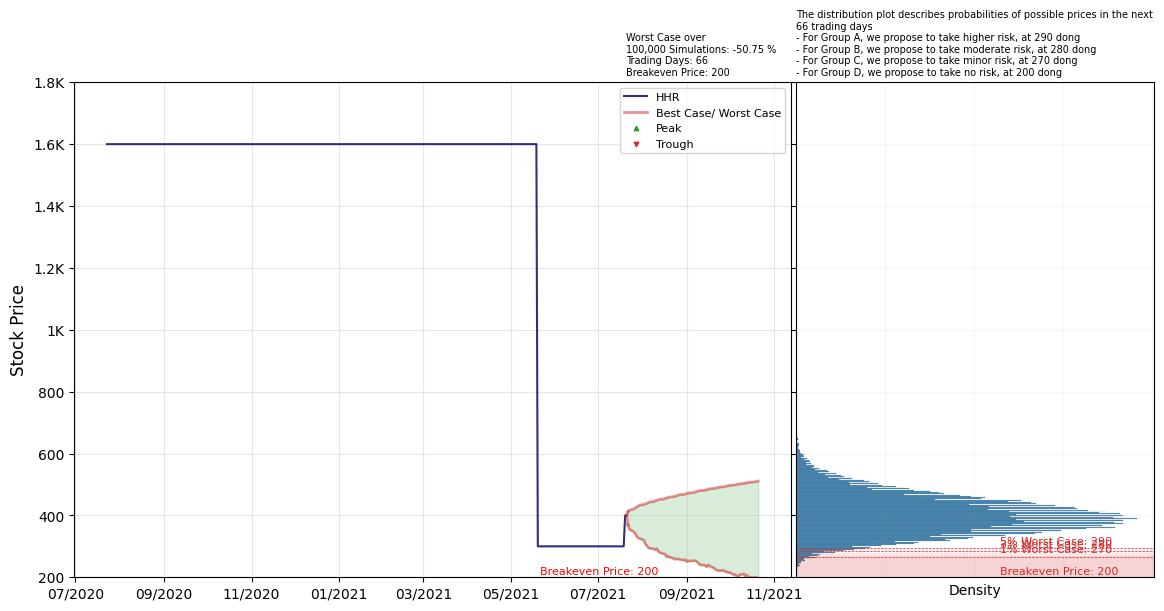 The distribution plot describes probabilities of possible prices in the next
66 trading days
- For Group A, we propose to take higher risk, at 290 dong
- For Group B, we propose to take moderate risk, at 280 dong
- For Group C, we propose to take minor risk, at 270 dong
- For Group D, we propose to take no risk, at 200 dong
Worst Case over
100,000 Simulations: -50.75 %
Trading Days: 66
Breakeven Price: 200
HHR
Best Case/ Worst Case
Peak
Trough
Stock Price
1.8K
1.6K
1.4K
1.2K
1K
800
600
400
200
07/2020
09/2020
11/2020
01/2021
03/2021
05/2021
07/2021
09/2021
11/2021
Breakeven Price: 200
5% Worst Case: 290
1% Worst Case: 270
Breakeven Price: 200
Density